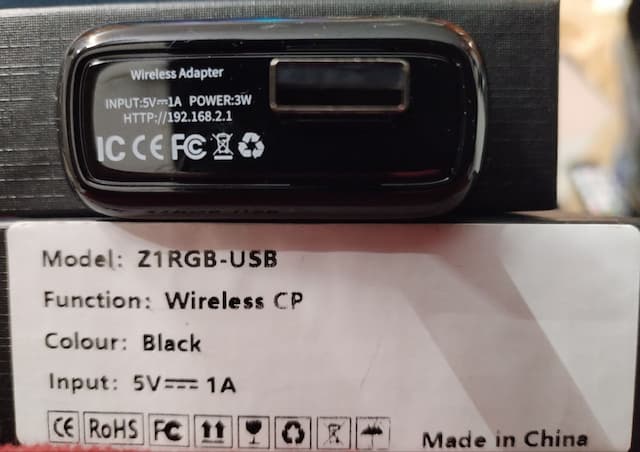 Wireless Adapter
INPUT:5V⎓1A POWER:3W
HTTP://192.168.2.1
IC CE FC
Model: Z1RGB-USB
Function: Wireless CP
Colour: Black
Input: 5V⎓ 1A
CE RoHS FC
Made in China